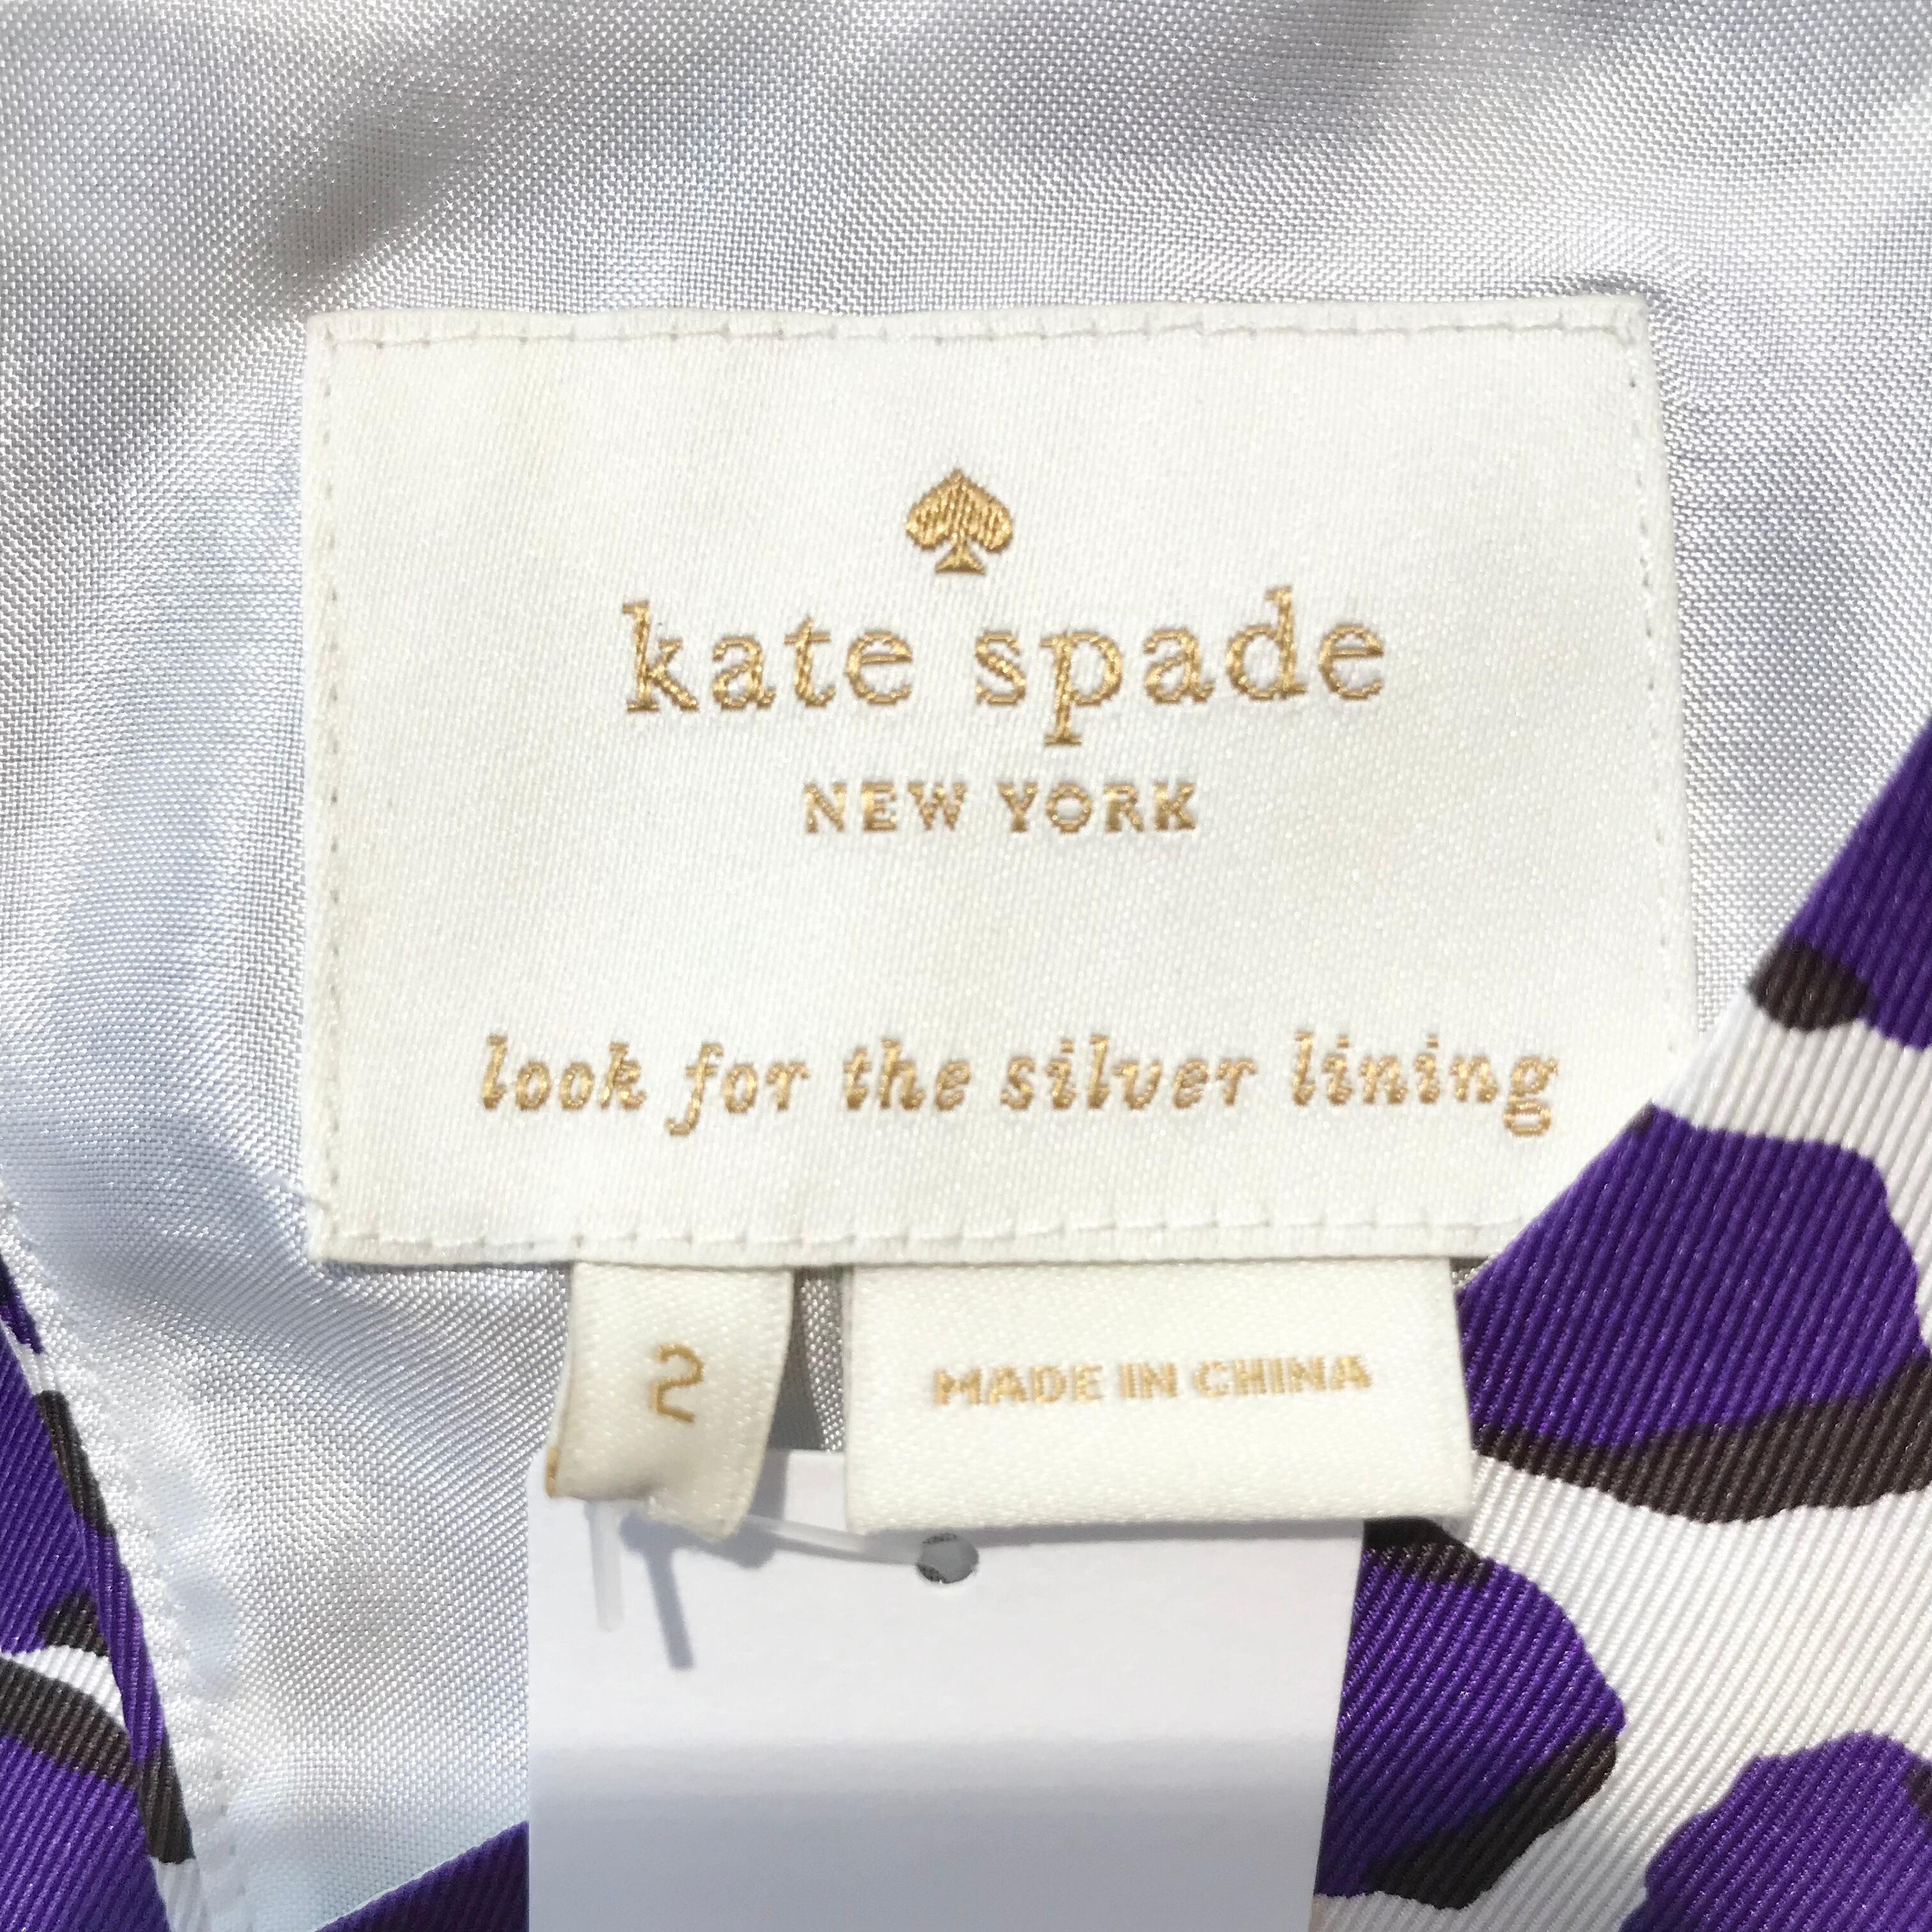 kate spade
NEW YORK
look for the silver lining
2
MADE IN CHINA